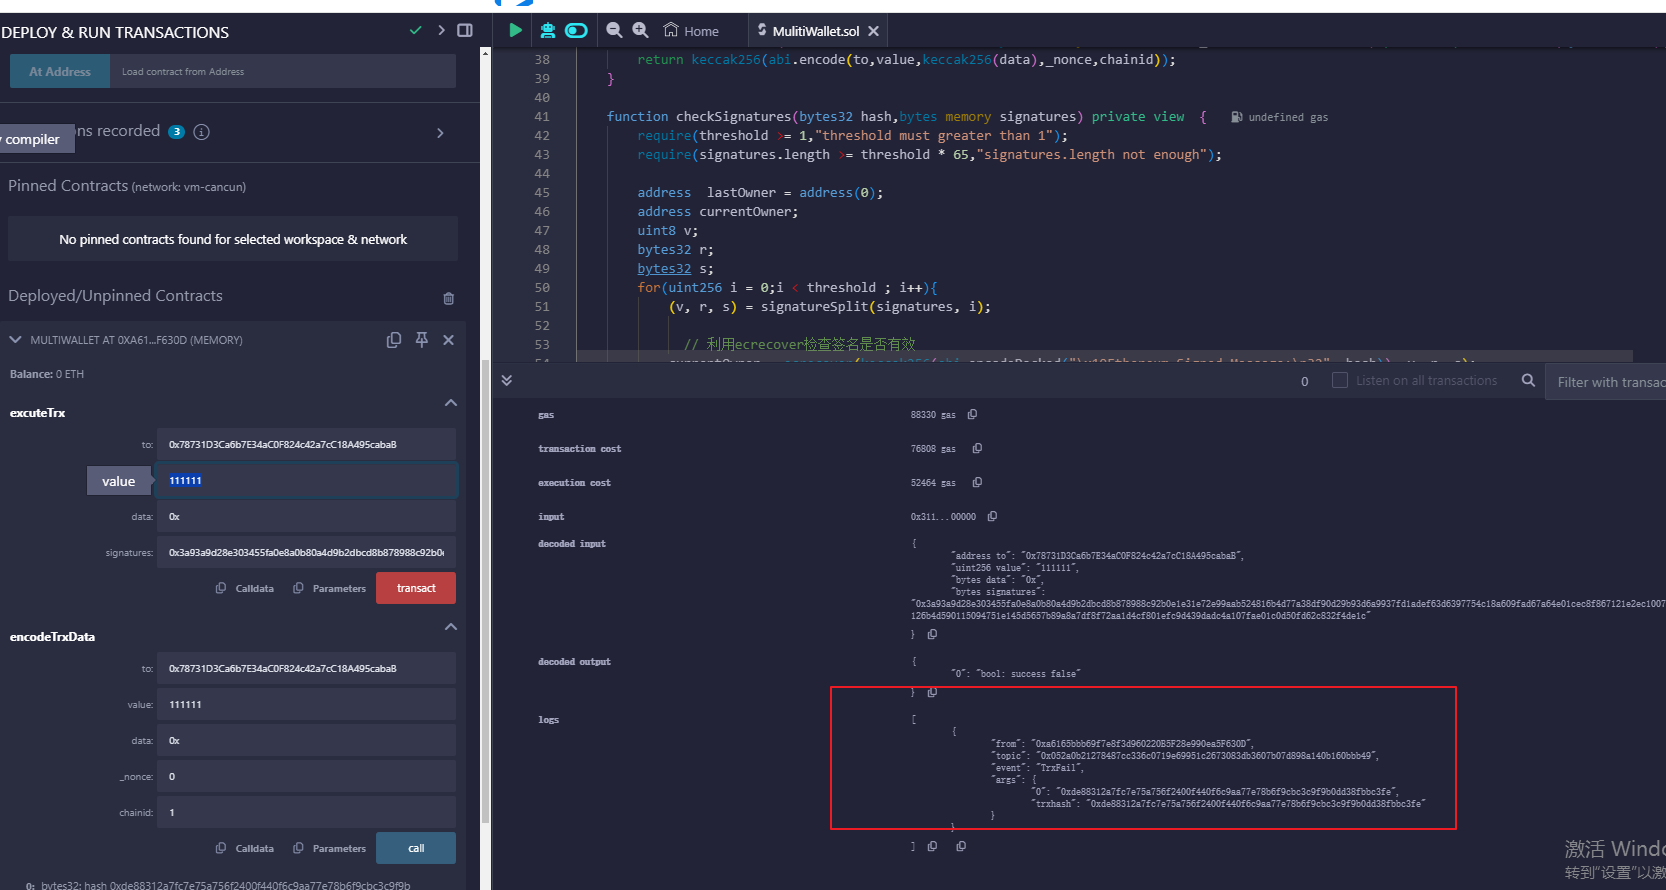 DEPLOY & RUN TRANSACTIONS
At Address
Load contract from Address
y compiler
ns recorded 3
Pinned Contracts (network: vm-cancun)
No pinned contracts found for selected workspace & network
Deployed/Unpinned Contracts
MULTIWALLET AT 0XA61...F630D (MEMORY)
Balance: 0 ETH
excuteTrx
to: 0x78731D3Ca6b7E34aC0F824c42a7cC18A495cabaB
value 111111
data: 0x
signatures: 0x3a93a9d28e303455fa0e8a0b80a4d9b2dbcd8b878988c92b0e
Calldata Parameters transact
encodeTrxData
to: 0x78731D3Ca6b7E34aC0F824c42a7cC18A495cabaB
value: 111111
data: 0x
_nonce: 0
chainid: 1
Calldata Parameters call
0: bytes32: hash 0xde88312a7fc7e75a756f2400f440f6c9aa77e78b6f9cbc3c9f9b
Home
MulitiWallet.sol
38 return keccak256(abi.encode(to,value,keccak256(data),_nonce,chainid));
39 }
40
41 function checkSignatures(bytes32 hash,bytes memory signatures) private view { undefined gas
42 require(threshold >= 1,"threshold must greater than 1");
43 require(signatures.length >= threshold * 65,"signatures.length not enough");
44
45 address lastOwner = address(0);
46 address currentOwner;
47 uint8 v;
48 bytes32 r;
49 bytes32 s;
50 for(uint256 i = 0;i < threshold ; i++){
51 (v, r, s) = signatureSplit(signatures, i);
52
53 // 利用ecrecover检查签名是否有效
0
Listen on all transactions
Filter with transac
gas 88330 gas
transaction cost 76808 gas
execution cost 52464 gas
input 0x311...00000
decoded input {
"address to": "0x78731D3Ca6b7E34aC0F824c42a7cC18A495cabaB",
"uint256 value": "111111",
"bytes data": "0x",
"bytes signatures":
"0x3a93a9d28e303455fa0e8a0b80a4d9b2dbcd8b878988c92b0e1e31e72e99aab524816b4d77a38df90d29b93d6a9937fd1adef63d6397754c18a609fad67a64e01cec8f867121e2ec1007
126b4d590115094751e145d5657b89a8a7df8f72aa1d4cf801efc9d439dadc4a107fae01c0d50fd62c832f4de1c"
}
decoded output {
"0": "bool: success false"
}
logs [
{
"from": "0xa6165bbb69f7e8f3d960220B5F28e990ea5F630D",
"topic": "0x052a0b21278487cc336c0719e69951c2673083db3607b07d898a140b160bbb49",
"event": "TrxFail",
"args": {
"0": "0xde88312a7fc7e75a756f2400f440f6c9aa77e78b6f9cbc3c9f9b0dd38fbbc3fe",
"trxhash": "0xde88312a7fc7e75a756f2400f440f6c9aa77e78b6f9cbc3c9f9b0dd38fbbc3fe"
}
}
]
激活 Windo
转到"设置"以激